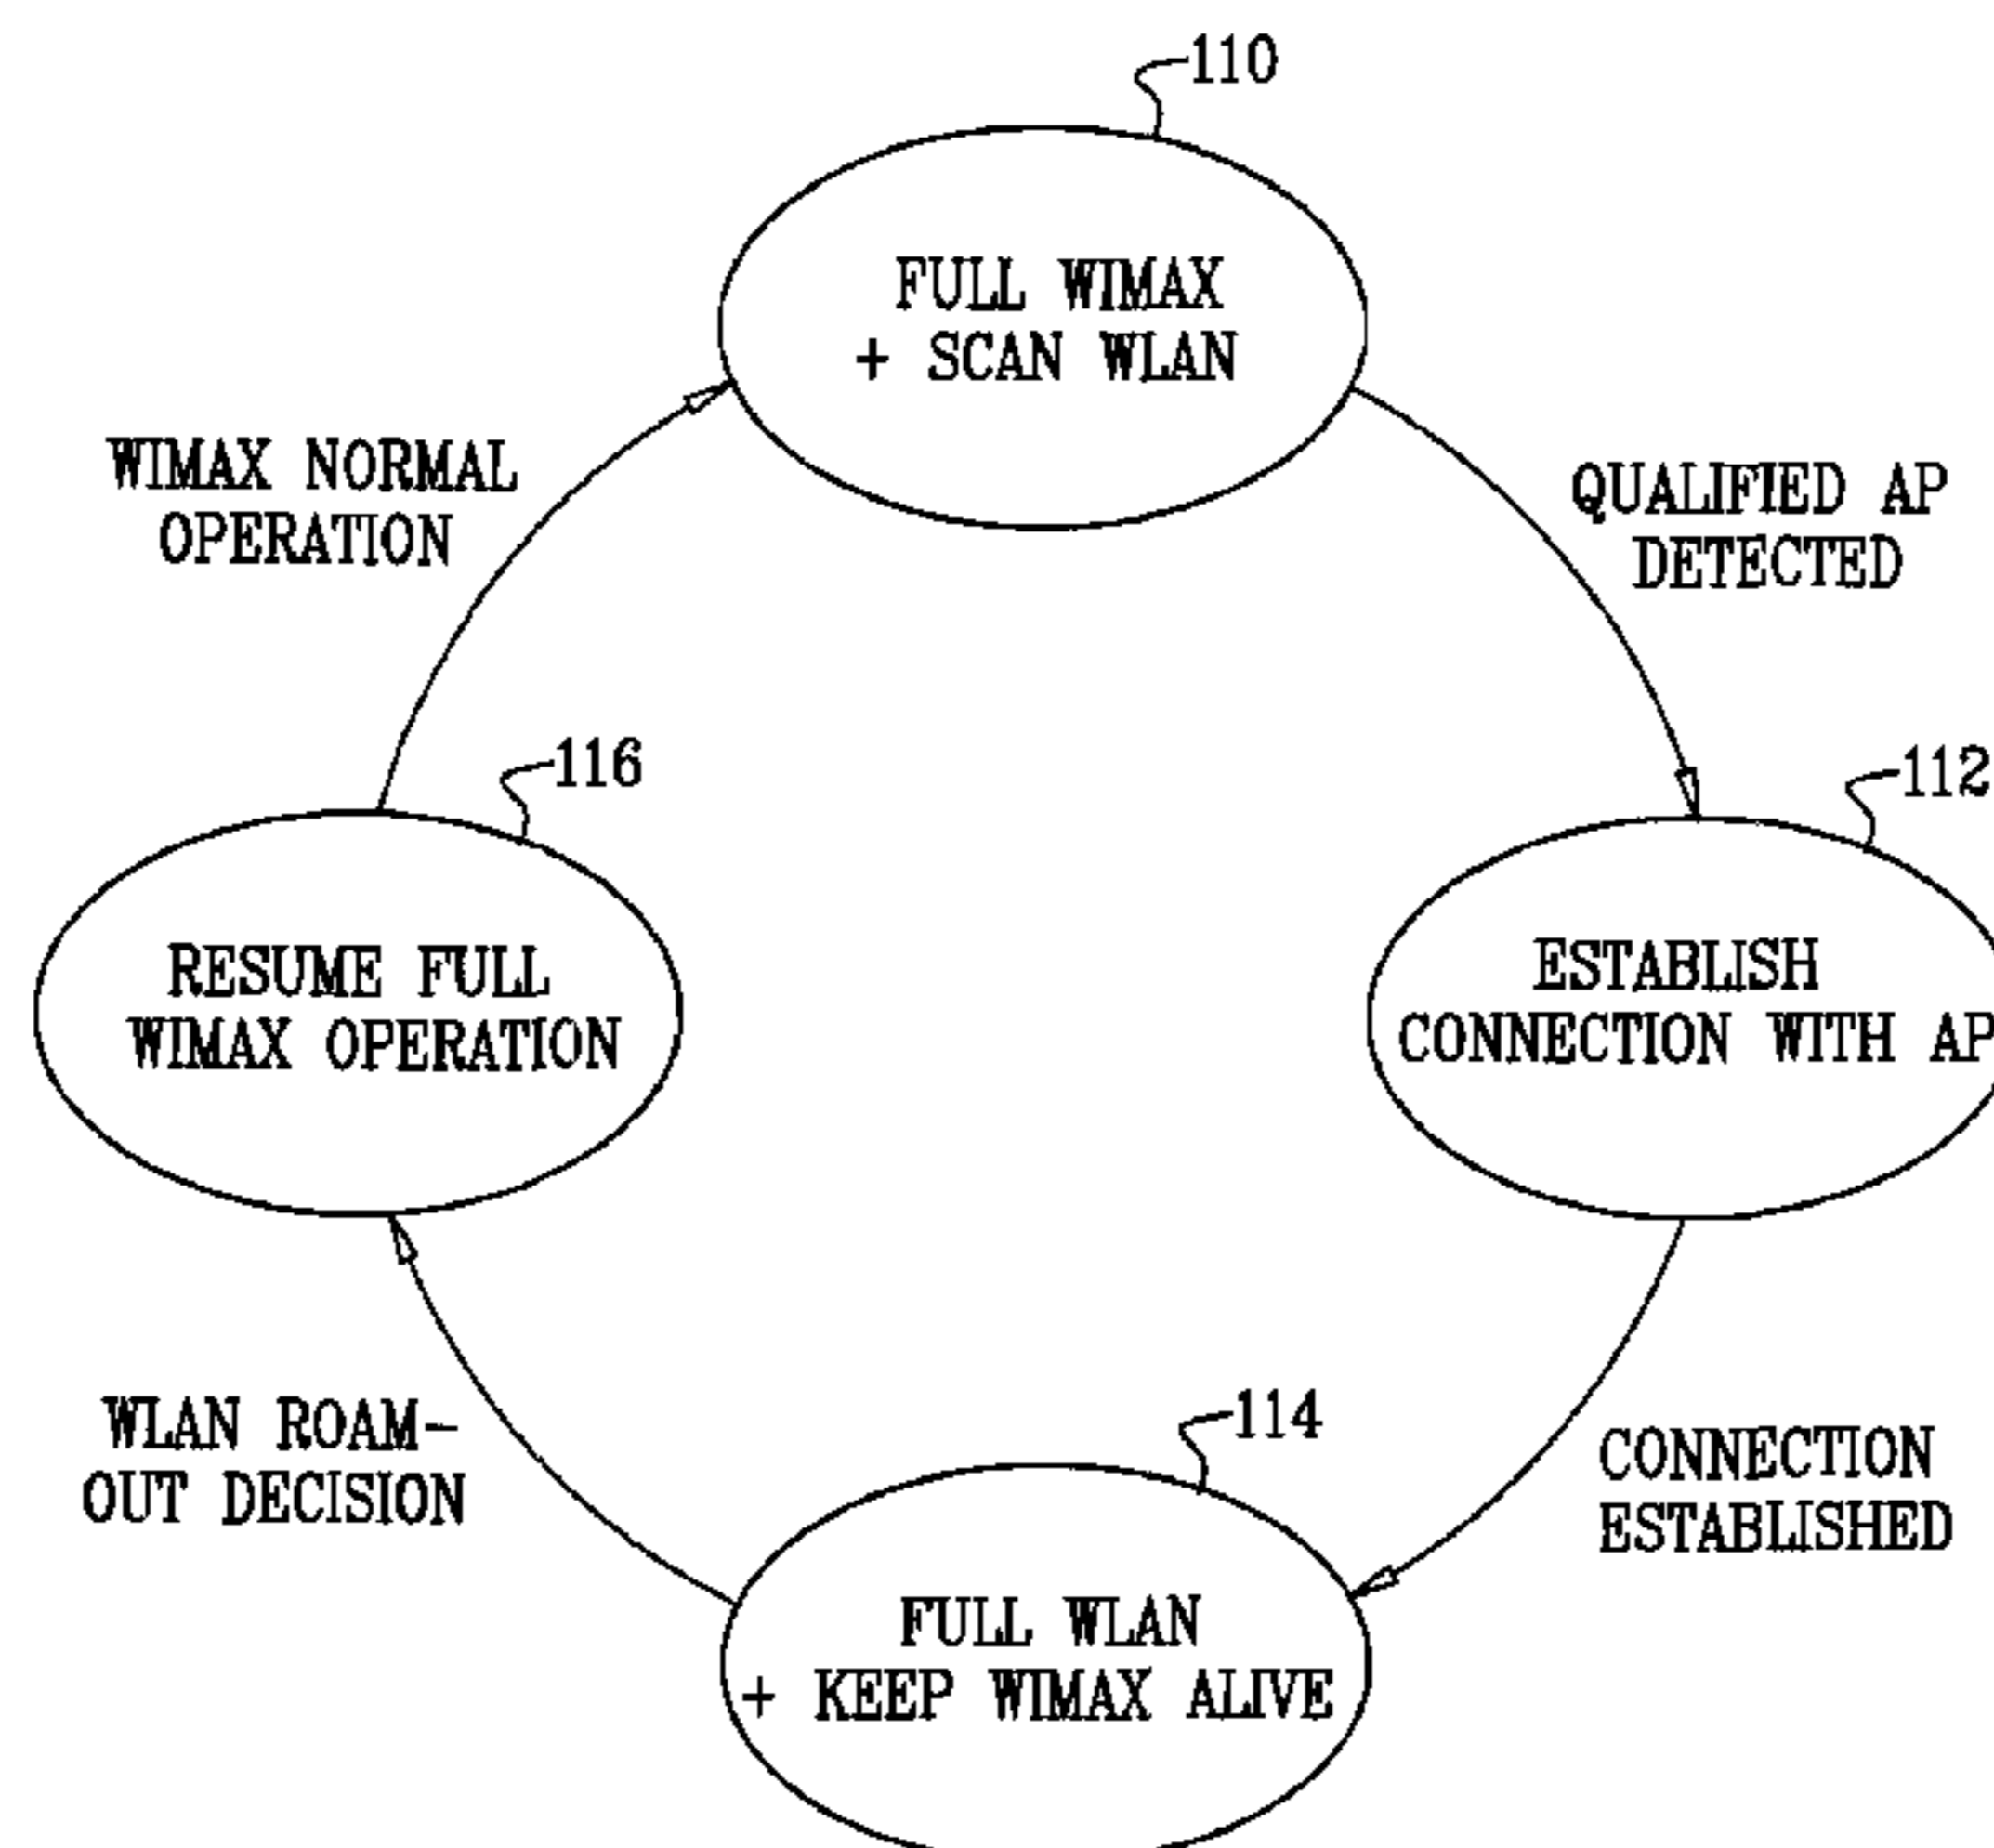 110
FULL WIMAX
+ SCAN WLAN
WIMAX NORMAL
OPERATION
QUALIFIED AP
DETECTED
116
112
RESUME FULL
WIMAX OPERATION
ESTABLISH
CONNECTION WITH AP
WLAN ROAM-
OUT DECISION
114
CONNECTION
ESTABLISHED
FULL WLAN
+ KEEP WIMAX ALIVE